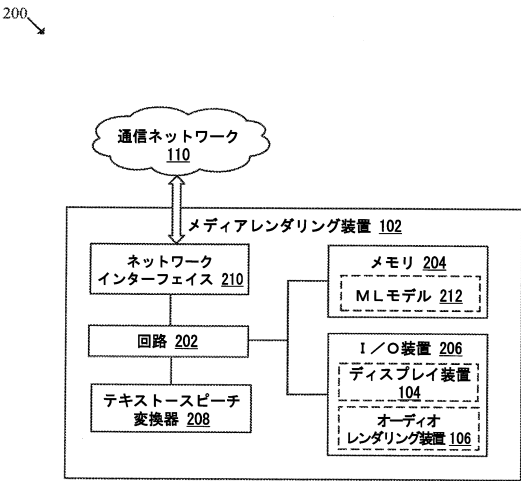 200
通信ネットワーク
110
メディアレンダリング装置 102
ネットワーク
インターフェイス 210
メモリ 204
MLモデル 212
回路 202
I/O装置 206
ディスプレイ装置
104
テキストースピーチ
変換器 208
オーディオ
レンダリング装置 106